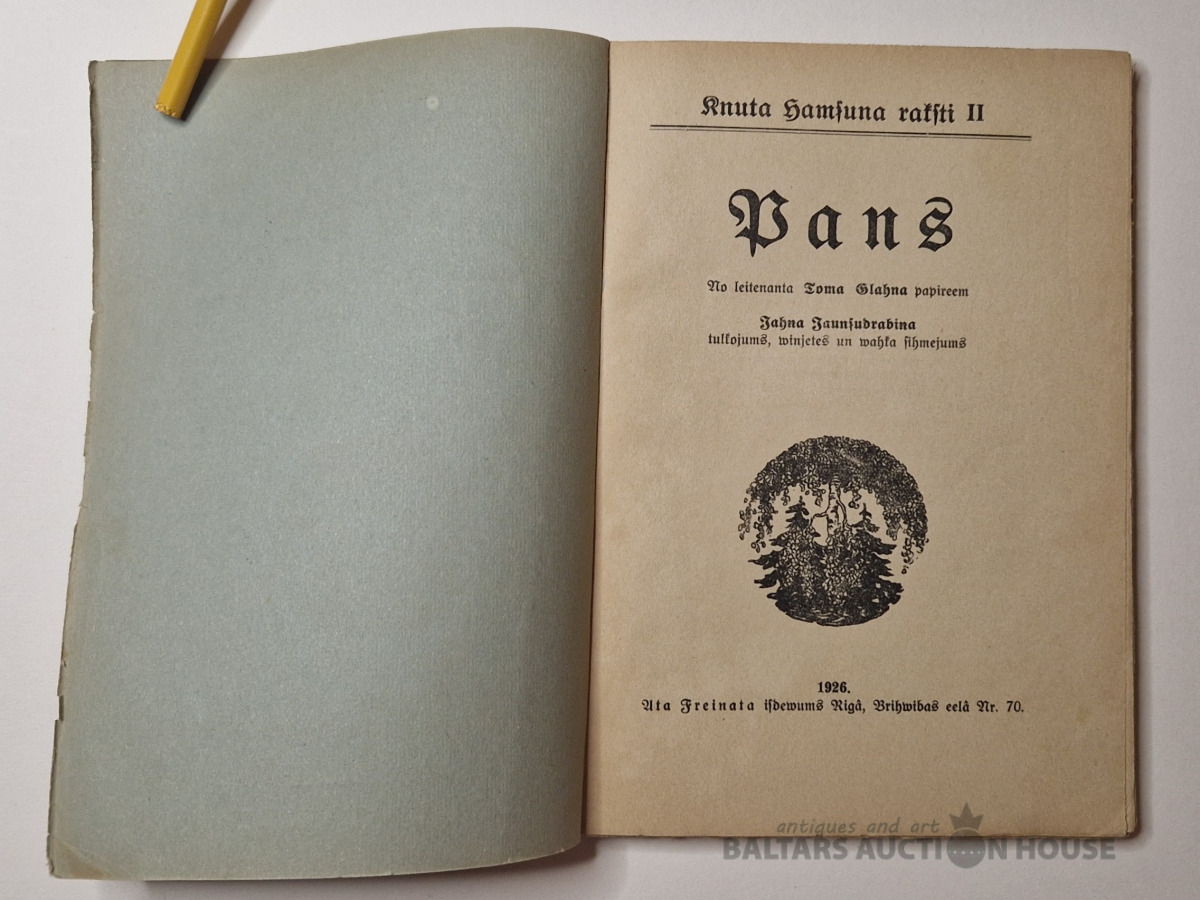 Knuta Hamſuna rakſti II
Pans
No leitenanta Toma Glahna papireem
Jahna Jaunſudrabina
tulkojums, winjetes un wahka ſihmejums
1926.
Ata Freinata iſdewums Rigâ, Brihwibas eelâ Nr. 70.
antiques and art
BALTARS AUCTION HOUSE